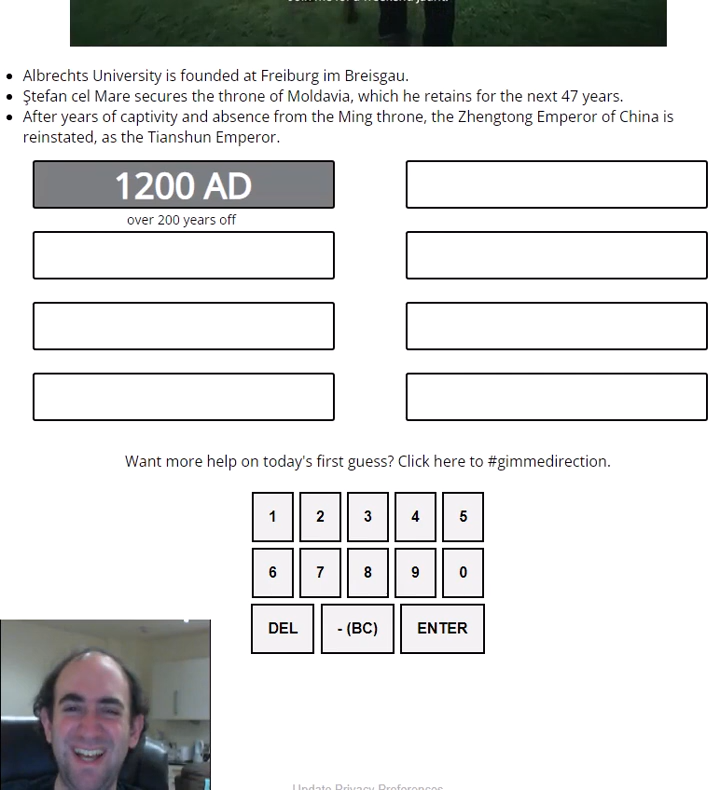 Albrechts University is founded at Freiburg im Breisgau.
Ștefan cel Mare secures the throne of Moldavia, which he retains for the next 47 years.
After years of captivity and absence from the Ming throne, the Zhengtong Emperor of China is
reinstated, as the Tianshun Emperor.
1200 AD
over 200 years off
Want more help on today's first guess? Click here to #gimmedirection.
1 2 3 4 5
6 7 8 9 0
DEL - (BC) ENTER
Update Privacy Preferences